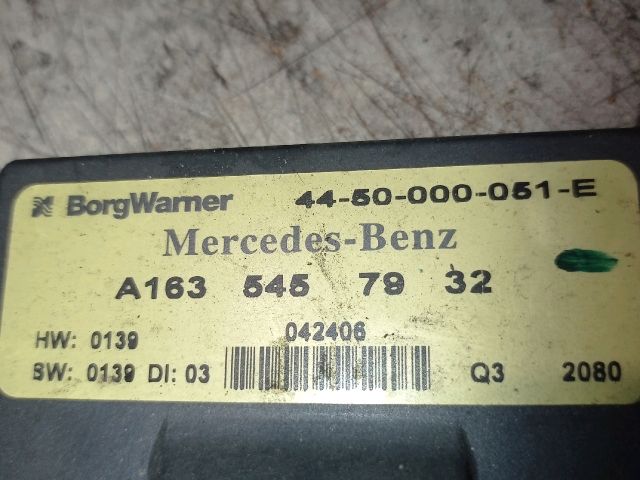 BorgWarner 44-50-000-051-E
Mercedes-Benz
A163 545 79 32
HW: 0139 042406
SW: 0139 DI: 03 Q3 2080